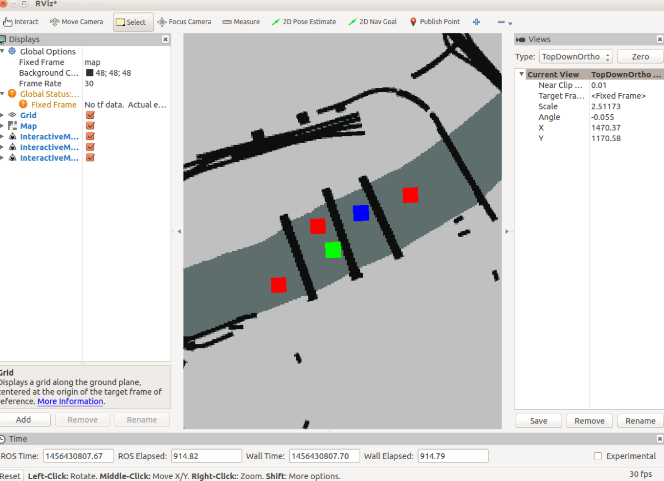 RViz*
Interact Move Camera Select Focus Camera Measure 2D Pose Estimate 2D Nav Goal Publish Point
Displays
Global Options
Fixed Frame map
Background C... 48; 48; 48
Frame Rate 30
Global Status:...
Fixed Frame No tf data. Actual e...
Grid
Map
InteractiveM...
InteractiveM...
InteractiveM...
Grid
Displays a grid along the ground plane,
centered at the origin of the target frame of
reference. More Information.
Add Remove Rename
Views
Type: TopDownOrtho Zero
Current View TopDownOrtho ...
Near Clip ... 0.01
Target Fra... <Fixed Frame>
Scale 2.51173
Angle -0.055
X 1470.37
Y 1170.58
Save Remove Rename
Time
ROS Time: 1456430807.67 ROS Elapsed: 914.82 Wall Time: 1456430807.70 Wall Elapsed: 914.79 Experimental
Reset Left-Click: Rotate. Middle-Click: Move X/Y. Right-Click:: Zoom. Shift: More options. 30 fps